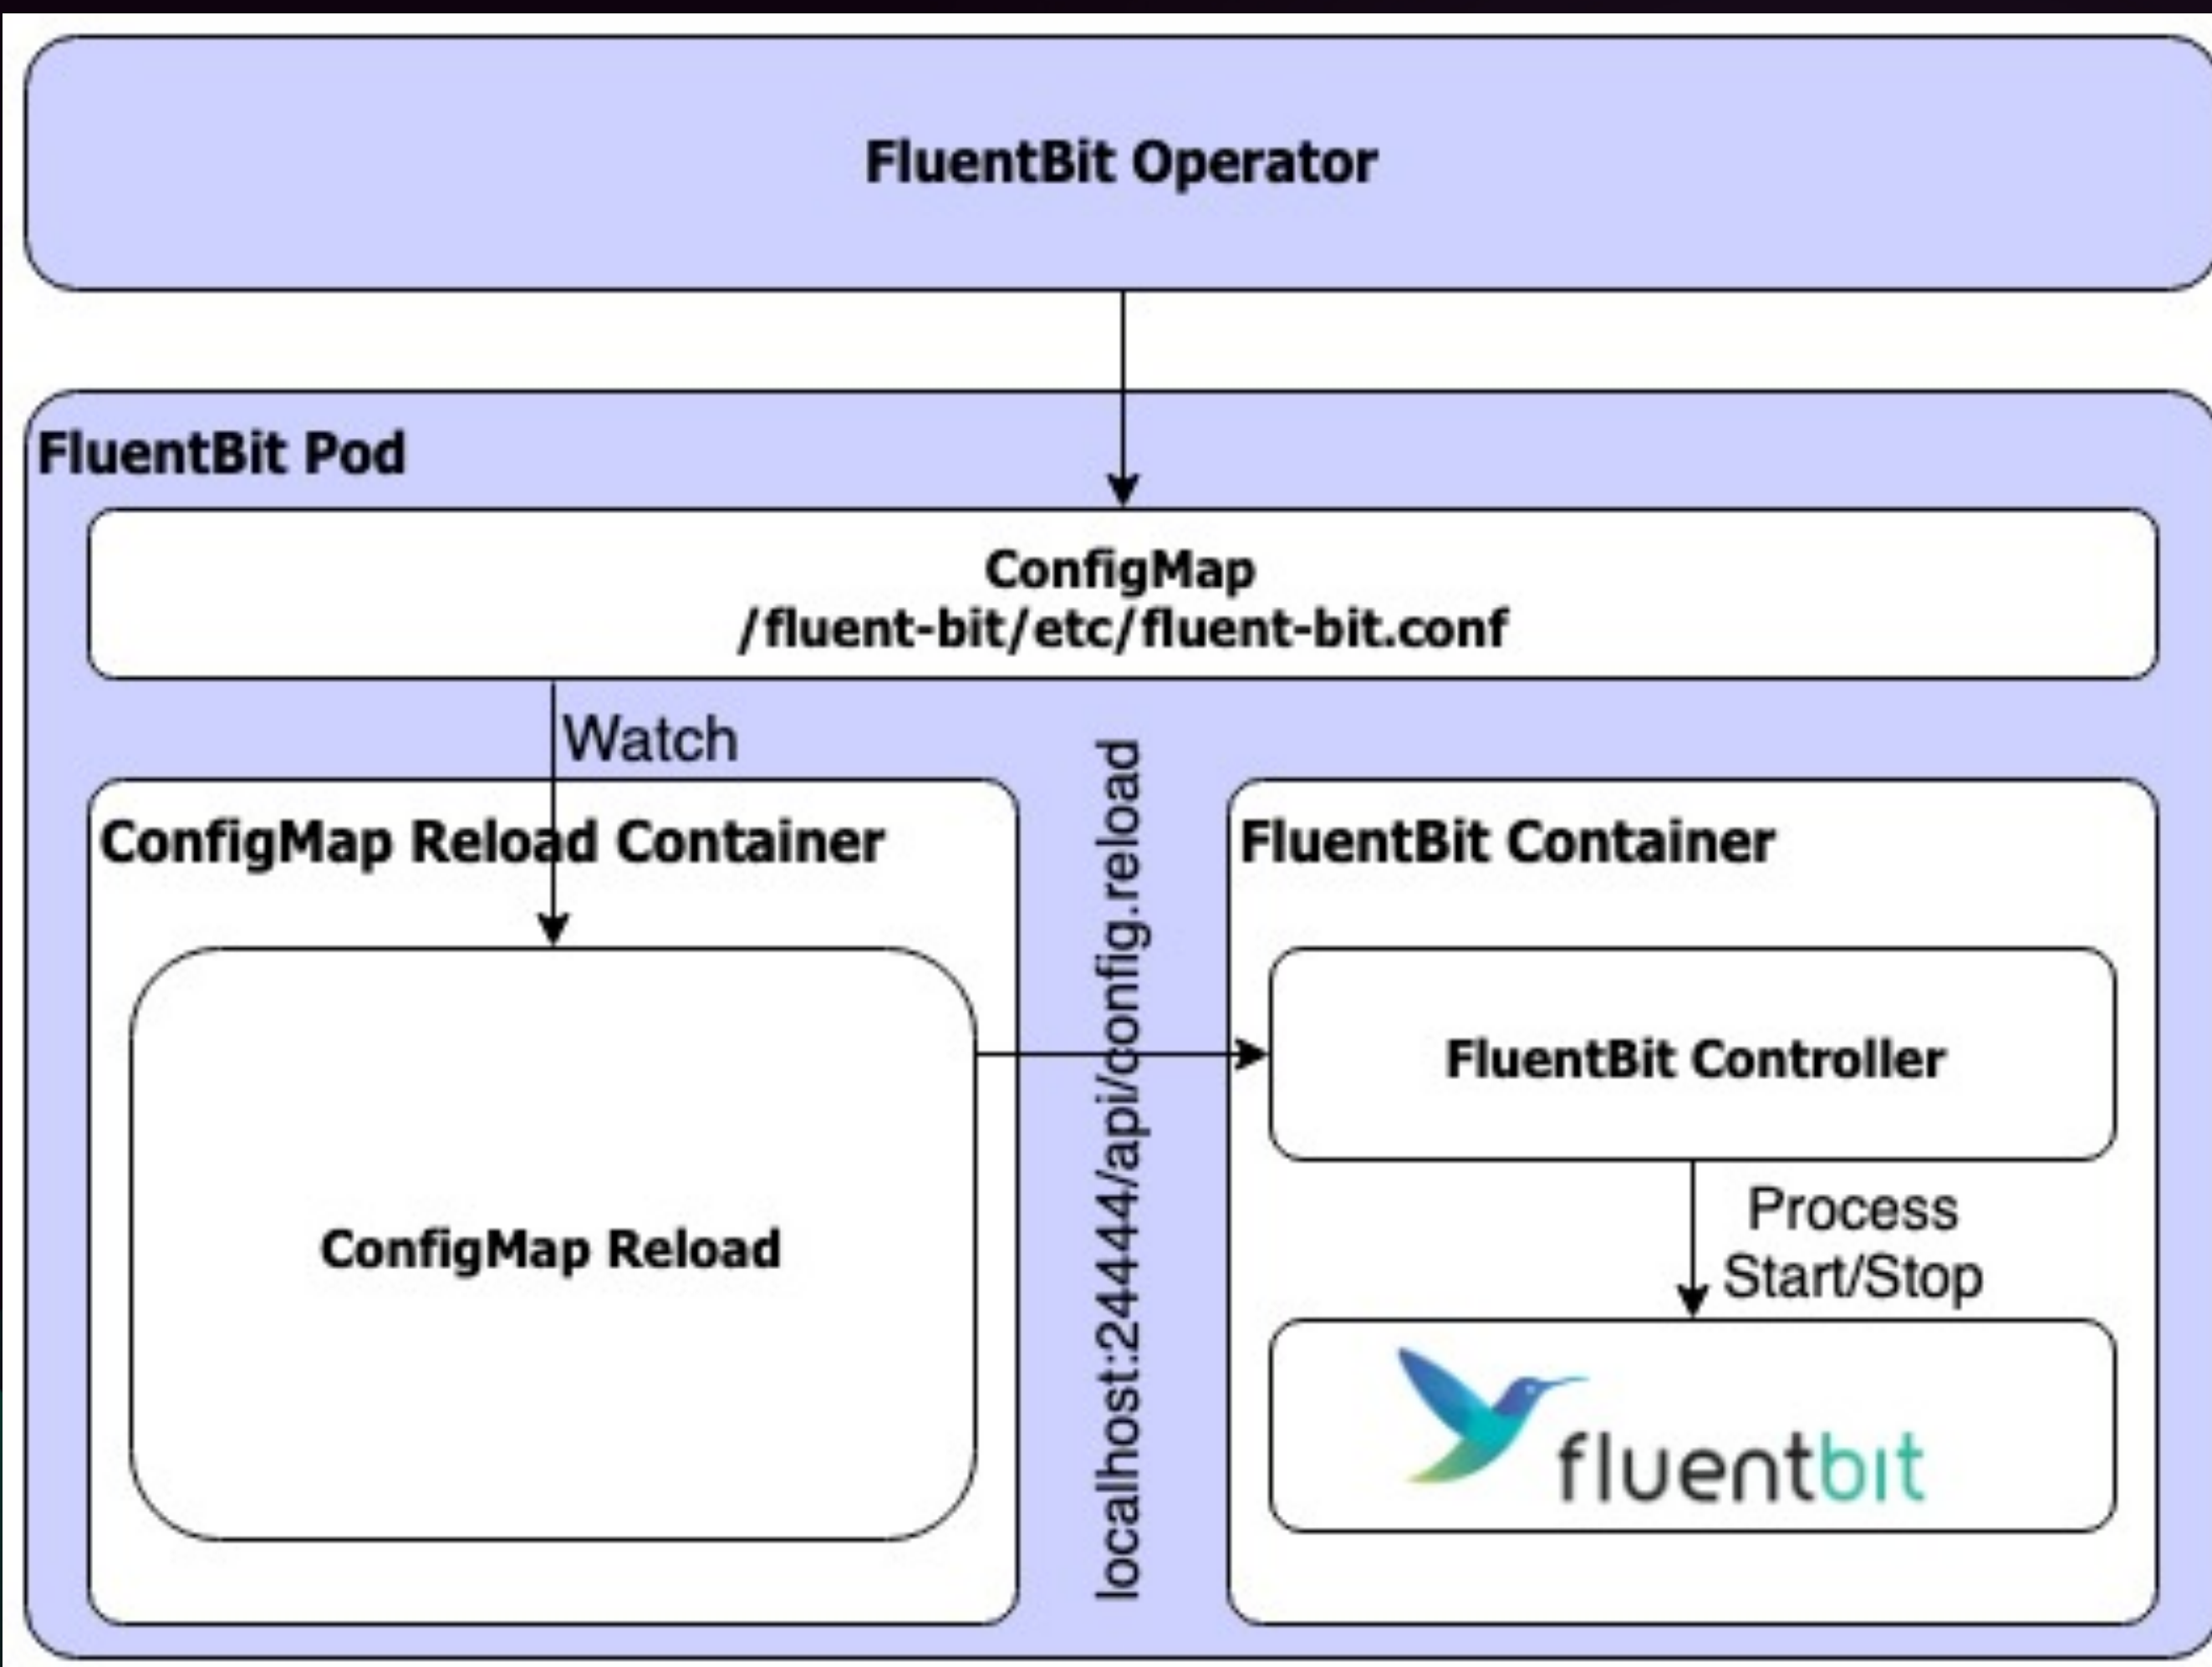 FluentBit Operator
FluentBit Pod
ConfigMap
/fluent-bit/etc/fluent-bit.conf
Watch
ConfigMap Reload Container
ConfigMap Reload
localhost:24444/api/config.reload
FluentBit Container
FluentBit Controller
Process
Start/Stop
fluentbit